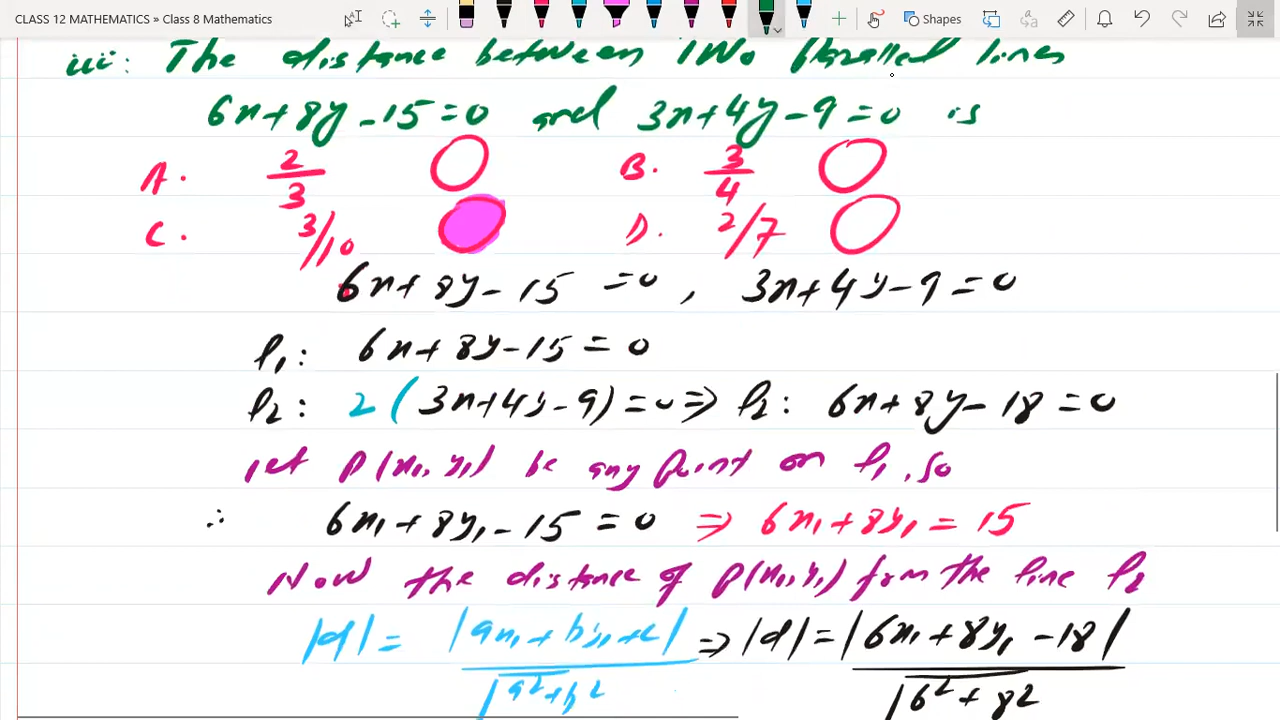 CLASS 12 MATHEMATICS » Class 8 Mathematics
Shapes
iii: The distance between two Parallel lines
6x+8y-15=0 and 3x+4y-9=0 is
A. 2/3 B. 3/4
C. 3/10 D. 2/7
6x+8y-15=0, 3x+4y-9=0
l₁: 6x+8y-15=0
l₂: 2(3x+4y-9)=0⇒ l₂: 6x+8y-18=0
let P(x₁,y₁) be any point on l₁, so
∴ 6x₁+8y₁-15=0 ⇒ 6x₁+8y₁=15
Now the distance of P(x₁,y₁) from the line l₂
|d|= |ax₁+by₁+c|/√a²+b² ⇒ |d|=|6x₁+8y₁-18|/√6²+8²